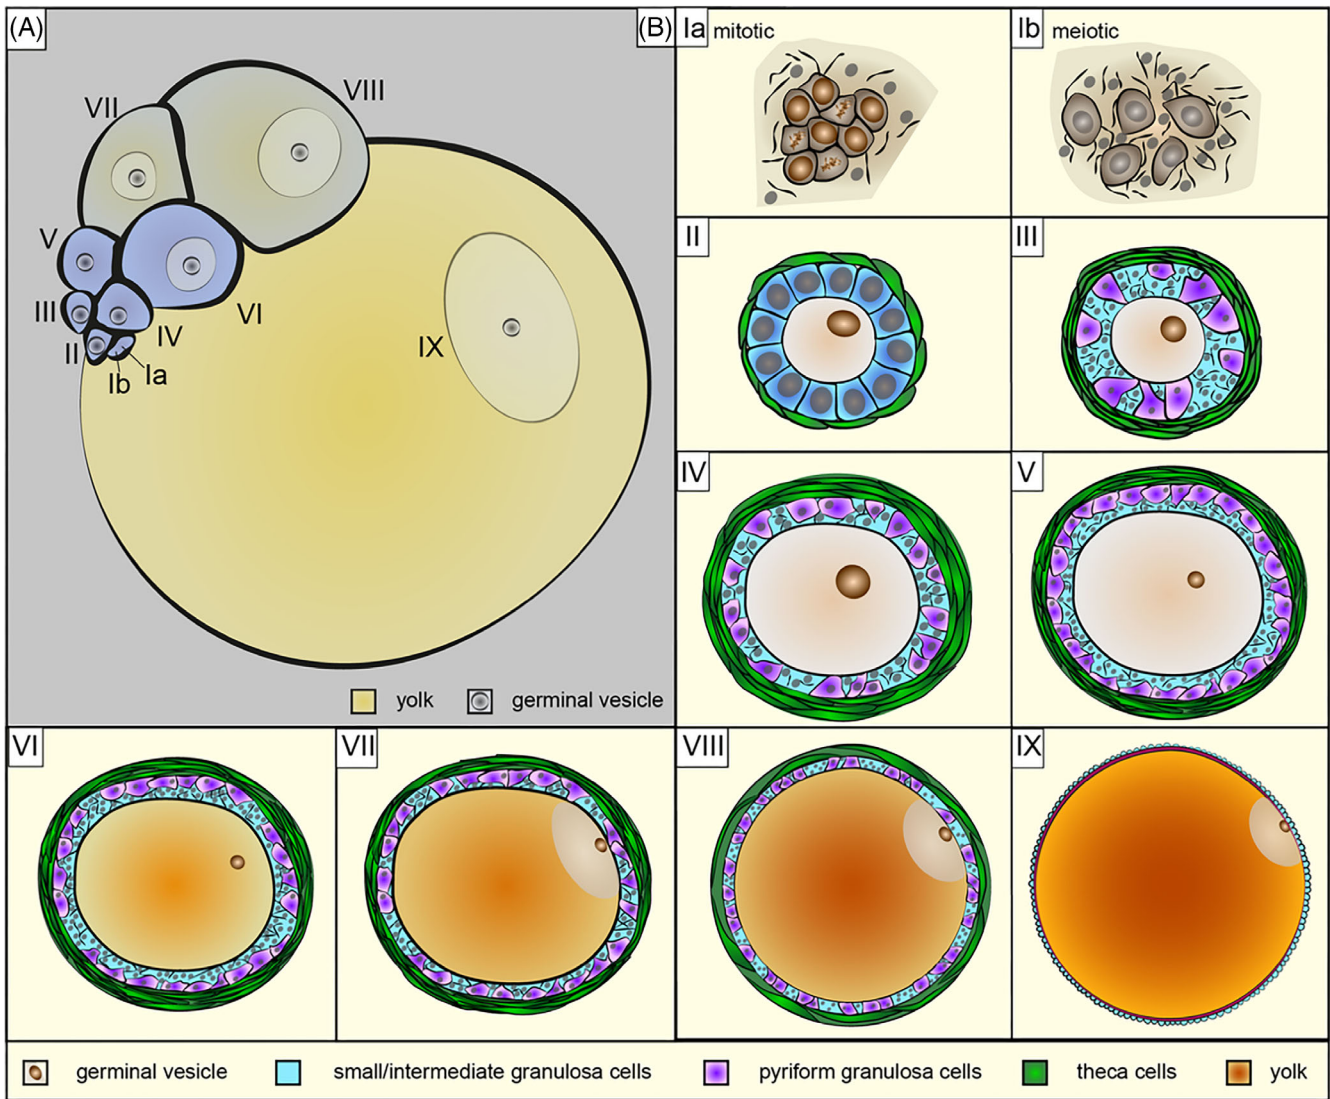 (A)
VII
VIII
V
III
II
IV
VI
Ib
Ia
IX
yolk
germinal vesicle
(B)
Ia mitotic
Ib meiotic
II
III
IV
V
VI
VII
VIII
IX
germinal vesicle
small/intermediate granulosa cells
pyriform granulosa cells
theca cells
yolk